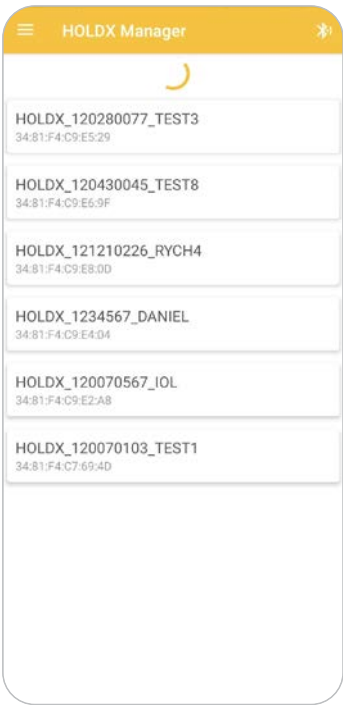 HOLDX Manager
HOLDX_120280077_TEST3
34:81:F4:C9:E5:29
HOLDX_120430045_TEST8
34:81:F4:C9:E6:9F
HOLDX_121210226_RYCH4
34:81:F4:C9:E8:0D
HOLDX_1234567_DANIEL
34:81:F4:C9:E4:D4
HOLDX_120070567_IOL
34:81:F4:C9:E2:A8
HOLDX_120070103_TEST1
34:81:F4:C7:69:4D